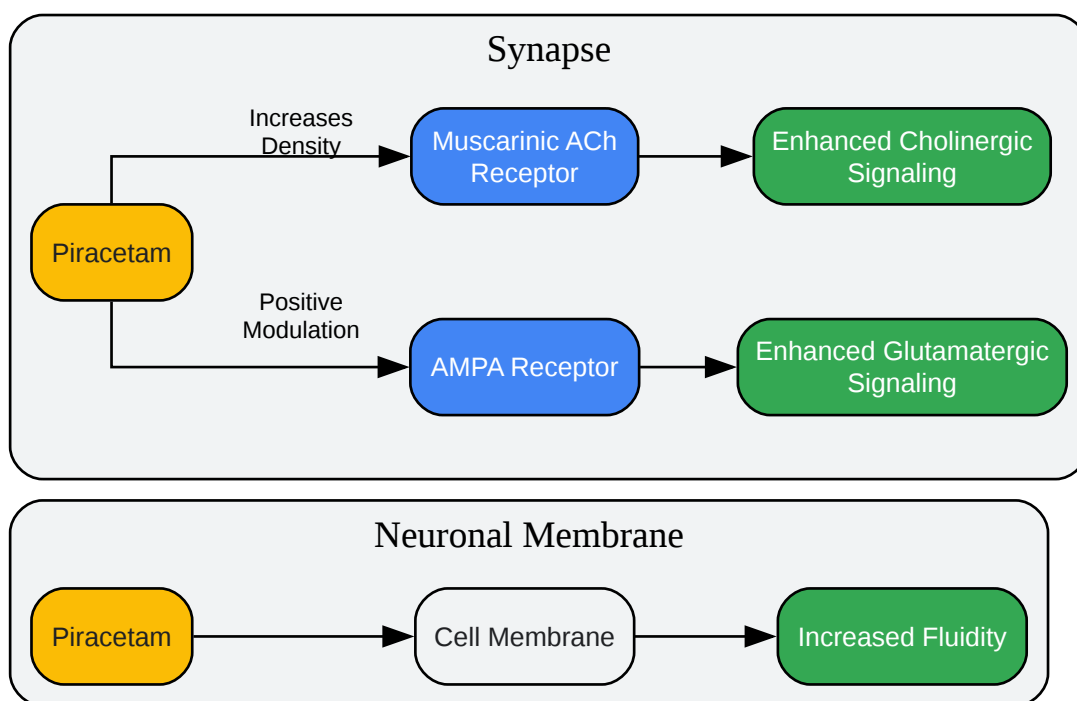 Synapse
Increases
Density
Muscarinic ACh
Receptor
Enhanced Cholinergic
Signaling
Piracetam
Positive
Modulation
AMPA Receptor
Enhanced Glutamatergic
Signaling
Neuronal Membrane
Piracetam
Cell Membrane
Increased Fluidity